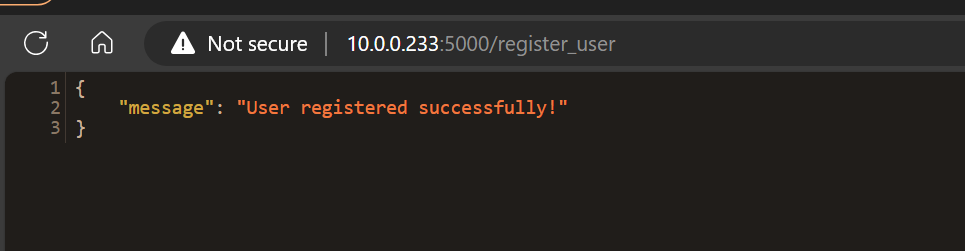 Not secure | 10.0.0.233:5000/register_user
1 {
2 "message": "User registered successfully!"
3 }